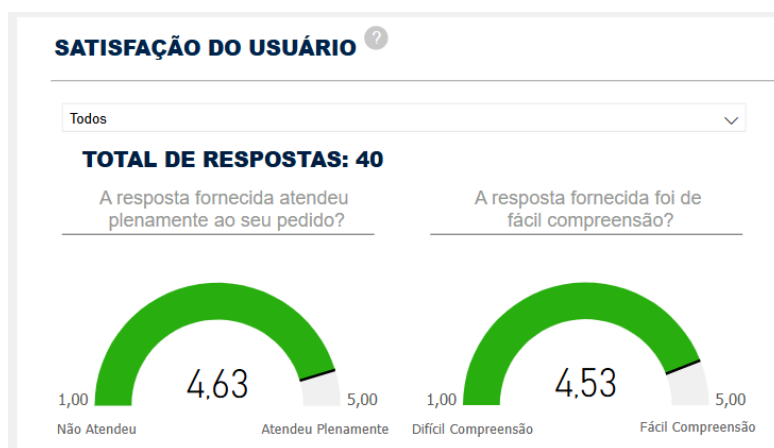 SATISFAÇÃO DO USUÁRIO ?
Todos
TOTAL DE RESPOSTAS: 40
A resposta fornecida atendeu
plenamente ao seu pedido?
4,63
1,00
5,00
Não Atendeu
Atendeu Plenamente
A resposta fornecida foi de
fácil compreensão?
4,53
1,00
5,00
Difícil Compreensão
Fácil Compreensão